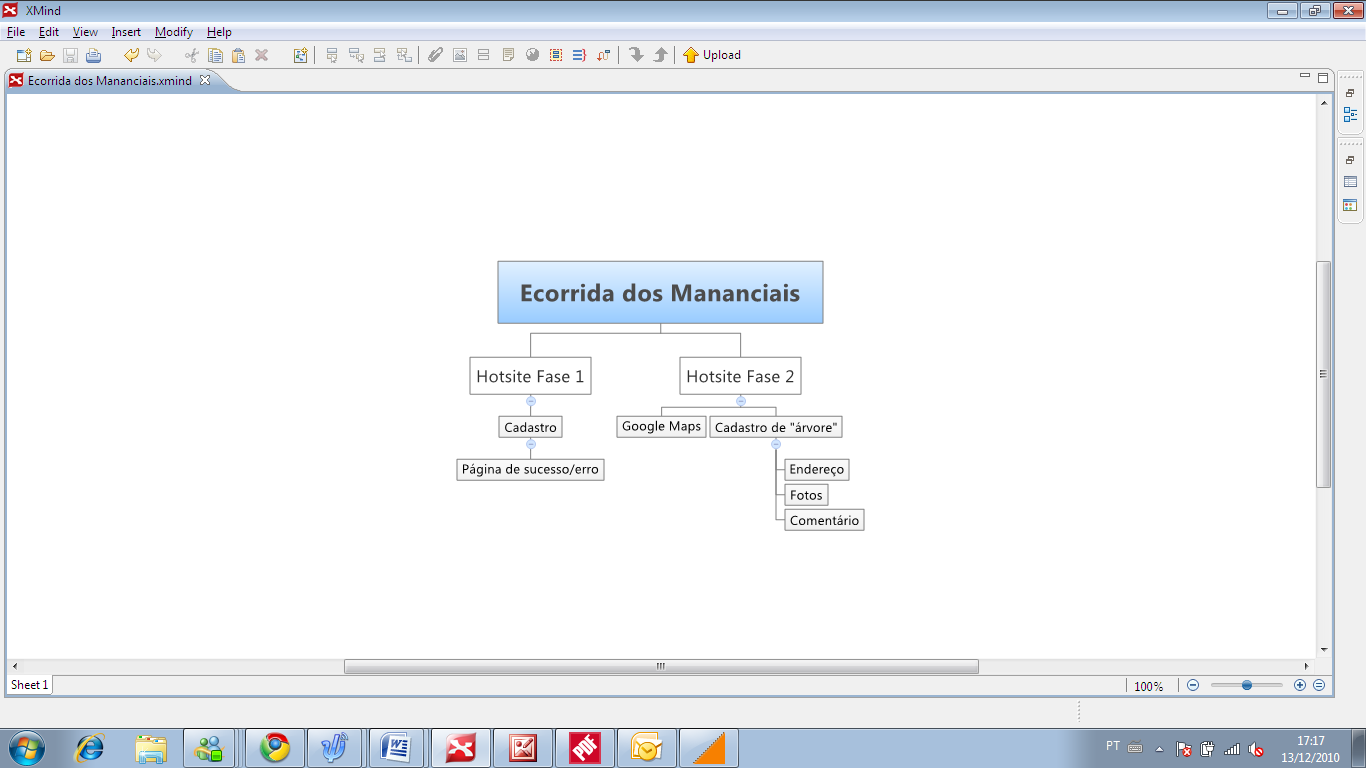 XMind
File Edit View Insert Modify Help
Upload
Ecorrida dos Mananciais.xmind
Ecorrida dos Mananciais
Hotsite Fase 1 Hotsite Fase 2
Cadastro Google Maps Cadastro de "árvore"
Página de sucesso/erro Endereço
Fotos
Comentário
Sheet 1 100%
PDF
PT 17:17
13/12/2010